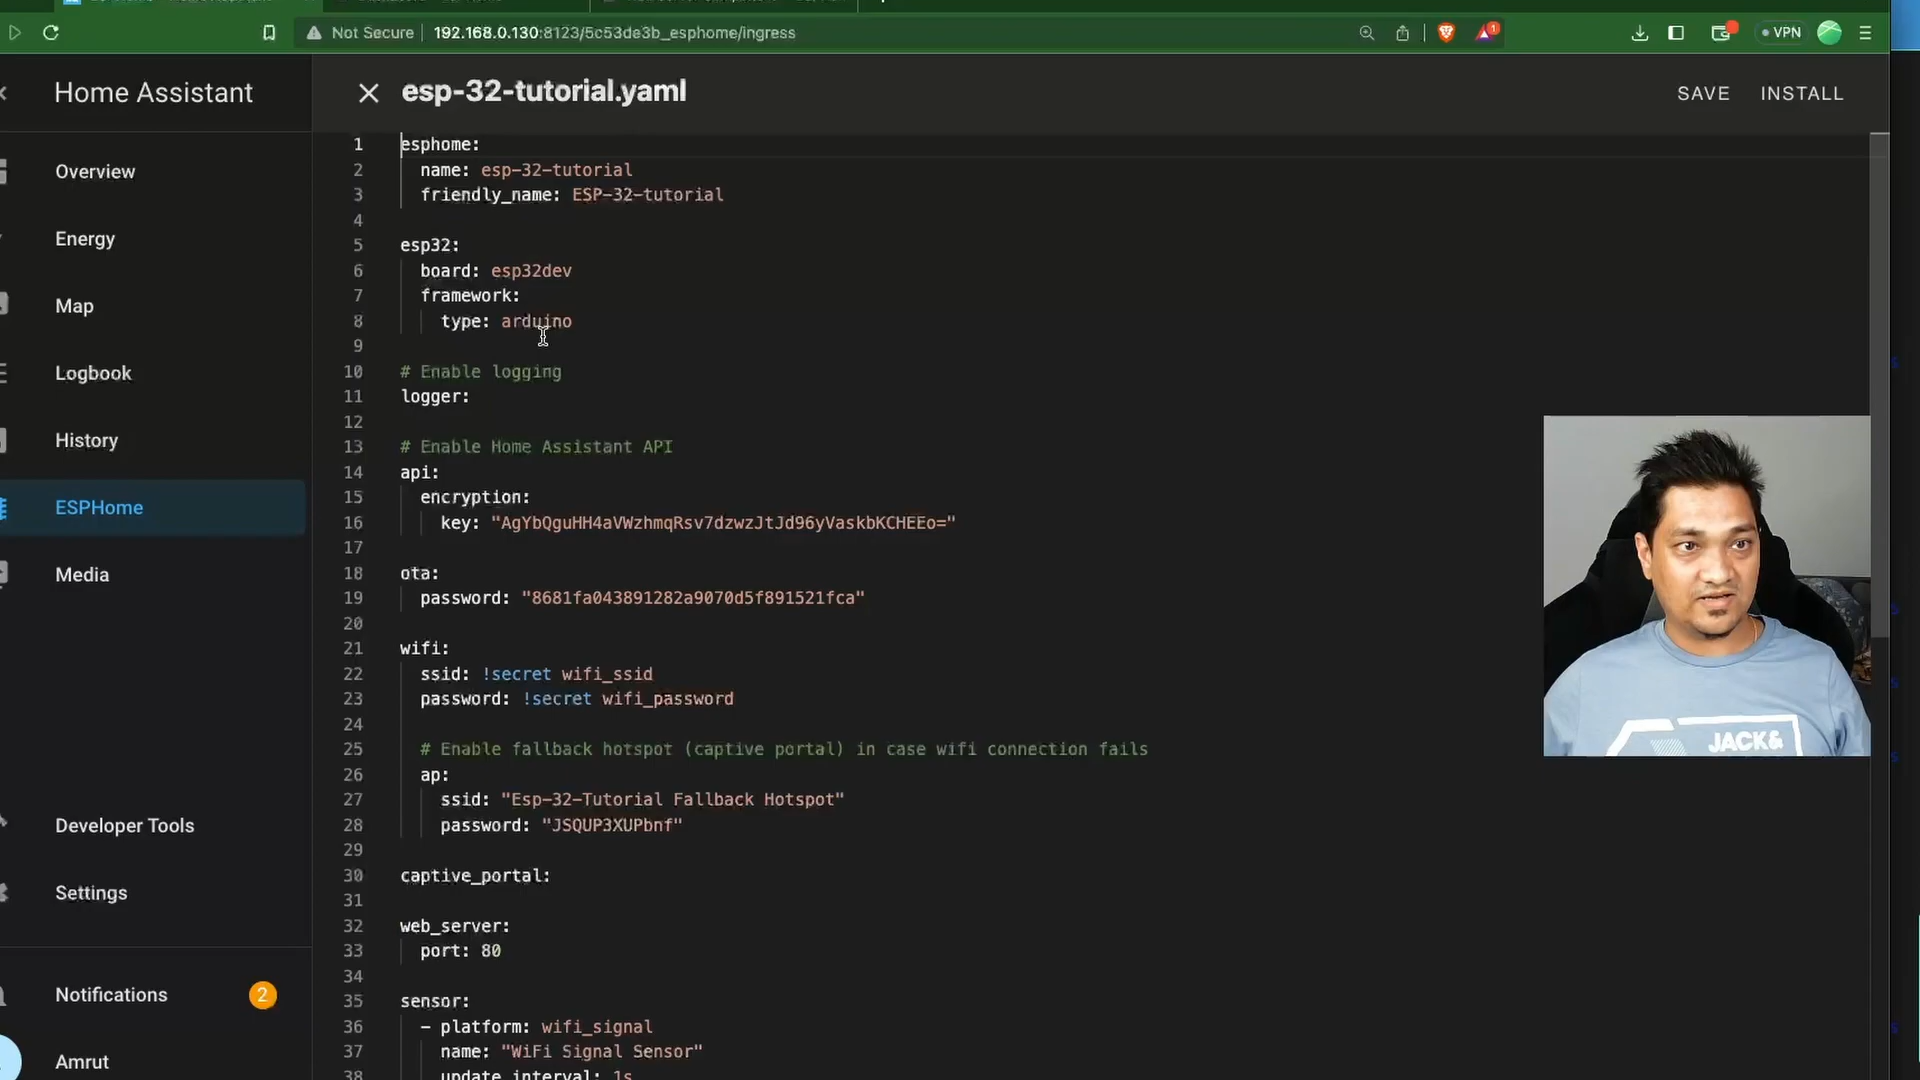 Not Secure 192.168.0.130:8123/5c53de3b_esphome/ingress
1
VPN
Home Assistant
esp-32-tutorial.yaml
SAVE INSTALL
Overview
Energy
Map
Logbook
History
ESPHome
Media
Developer Tools
Settings
Notifications 2
Amrut
1 esphome:
2 name: esp-32-tutorial
3 friendly_name: ESP-32-tutorial
4
5 esp32:
6 board: esp32dev
7 framework:
8 type: arduino
9
10 # Enable logging
11 logger:
12
13 # Enable Home Assistant API
14 api:
15 encryption:
16 key: "AgYbQguHH4aVWzhmqRsv7dzwzJtJd96yVaskbKCHEEo="
17
18 ota:
19 password: "8681fa043891282a9070d5f891521fca"
20
21 wifi:
22 ssid: !secret wifi_ssid
23 password: !secret wifi_password
24
25 # Enable fallback hotspot (captive portal) in case wifi connection fails
26 ap:
27 ssid: "Esp-32-Tutorial Fallback Hotspot"
28 password: "JSQUP3XUPbnf"
29
30 captive_portal:
31
32 web_server:
33 port: 80
34
35 sensor:
36 - platform: wifi_signal
37 name: "WiFi Signal Sensor"
38 update_interval: 1s
JACK&